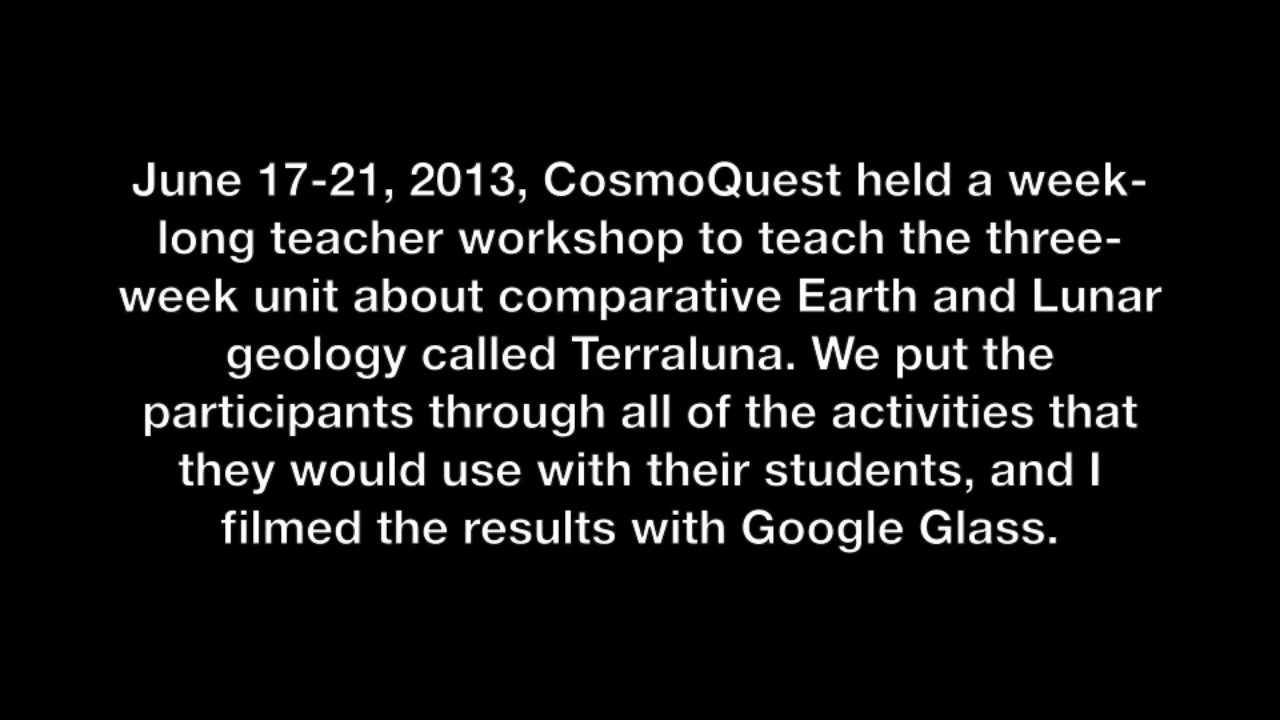 June 17-21, 2013, CosmoQuest held a week-
long teacher workshop to teach the three-
week unit about comparative Earth and Lunar
geology called Terraluna. We put the
participants through all of the activities that
they would use with their students, and I
filmed the results with Google Glass.